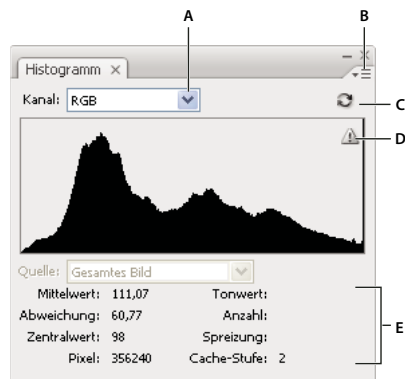 A
B
Histogramm
Kanal: RGB
C
D
Quelle: Gesamtes Bild
Mittelwert: 111,07 Tonwert:
Abweichung: 60,77 Anzahl:
Zentralwert: 98 Spreizung:
Pixel: 356240 Cache-Stufe: 2
E